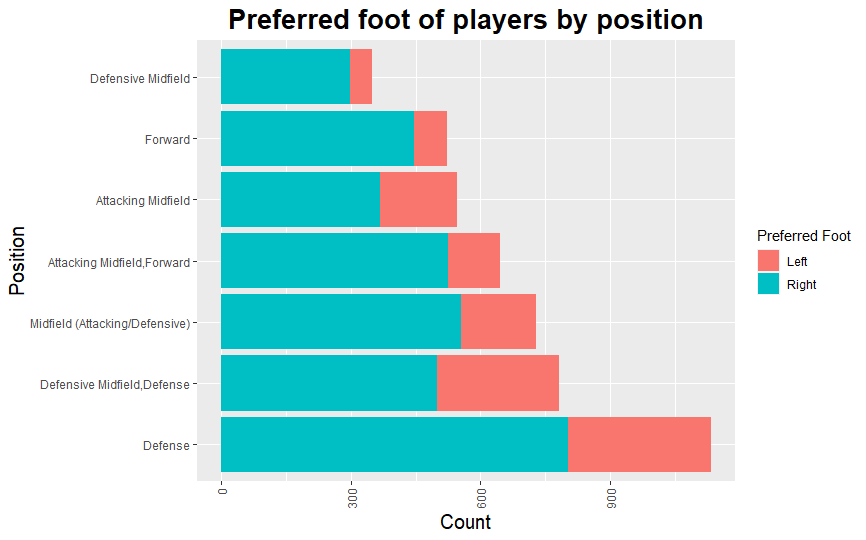 Preferred foot of players by position
Defensive Midfield
Forward
Attacking Midfield
Attacking Midfield,Forward
Midfield (Attacking/Defensive)
Defensive Midfield,Defense
Defense
Position
0
300
600
900
Count
Preferred Foot
Left
Right